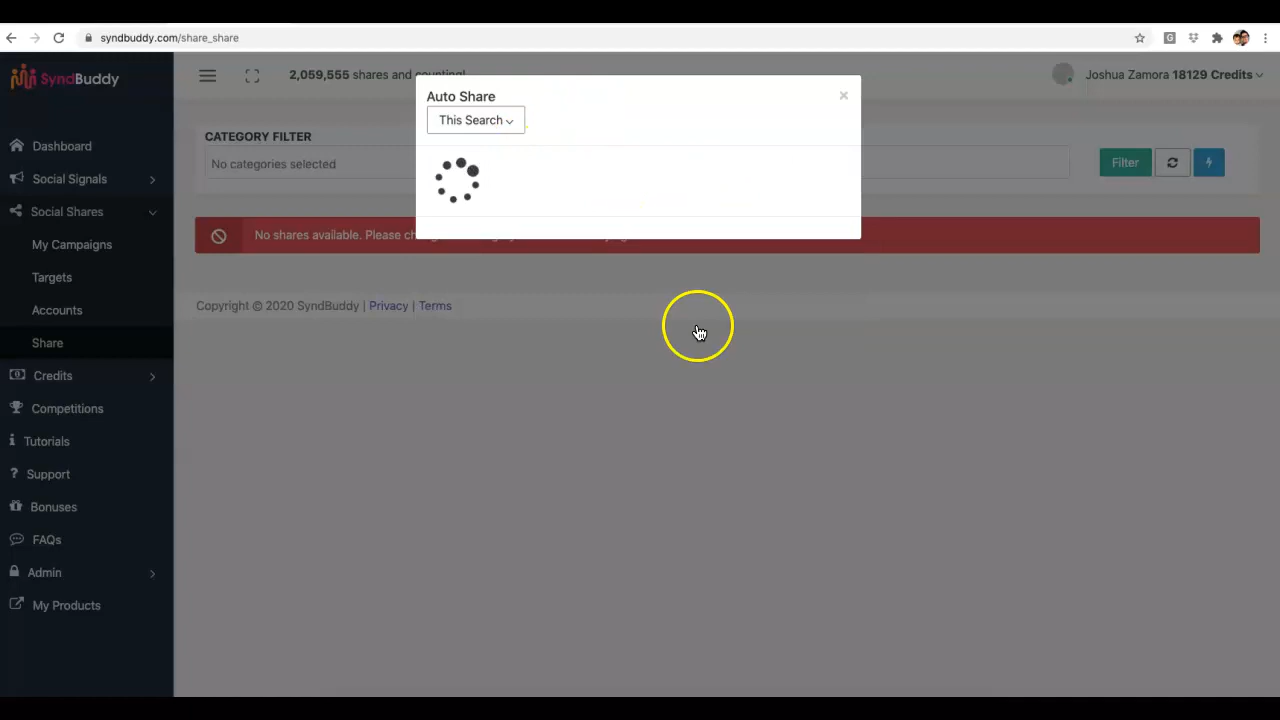 syndbuddy.com/share_share
SyndBuddy
2,059,555 shares and counting!
Joshua Zamora 18129 Credits
Auto Share
×
This Search
CATEGORY FILTER
No categories selected
Filter
No shares available. Please
Copyright © 2020 SyndBuddy | Privacy | Terms
Dashboard
Social Signals
Social Shares
My Campaigns
Targets
Accounts
Share
Credits
Competitions
Tutorials
Support
Bonuses
FAQs
Admin
My Products